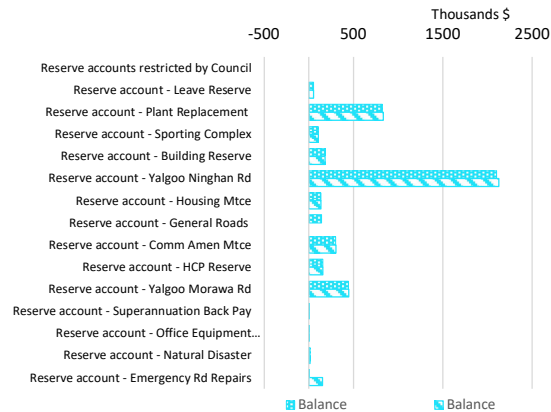 Thousands $
-500 500 1500 2500
Reserve accounts restricted by Council
Reserve account - Leave Reserve
Reserve account - Plant Replacement
Reserve account - Sporting Complex
Reserve account - Building Reserve
Reserve account - Yalgoo Ninghan Rd
Reserve account - Housing Mtce
Reserve account - General Roads
Reserve account - Comm Amen Mtce
Reserve account - HCP Reserve
Reserve account - Yalgoo Morawa Rd
Reserve account - Superannuation Back Pay
Reserve account - Office Equipment...
Reserve account - Natural Disaster
Reserve account - Emergency Rd Repairs
Balance Balance